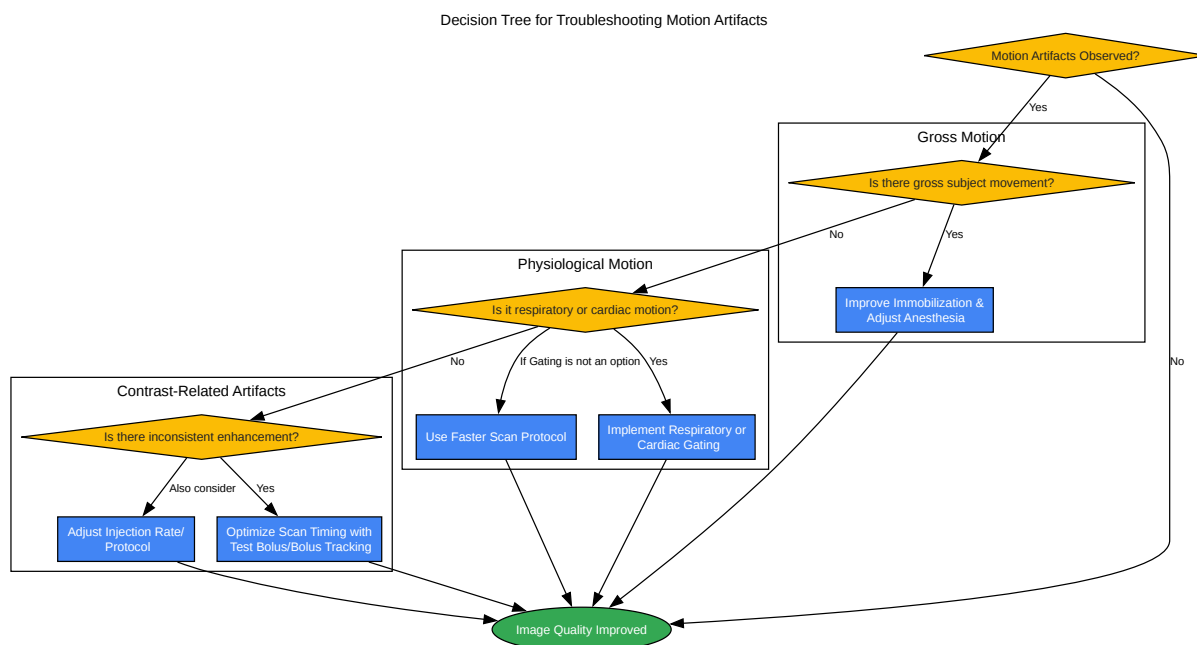 Decision Tree for Troubleshooting Motion Artifacts
Motion Artifacts Observed?
Yes
No
Gross Motion
Is there gross subject movement?
No
Yes
Improve Immobilization &
Adjust Anesthesia
Physiological Motion
Is it respiratory or cardiac motion?
No
If Gating is not an option
Yes
Use Faster Scan Protocol
Implement Respiratory or
Cardiac Gating
Contrast-Related Artifacts
Is there inconsistent enhancement?
Also consider
Yes
Adjust Injection Rate/
Protocol
Optimize Scan Timing with
Test Bolus/Bolus Tracking
Image Quality Improved